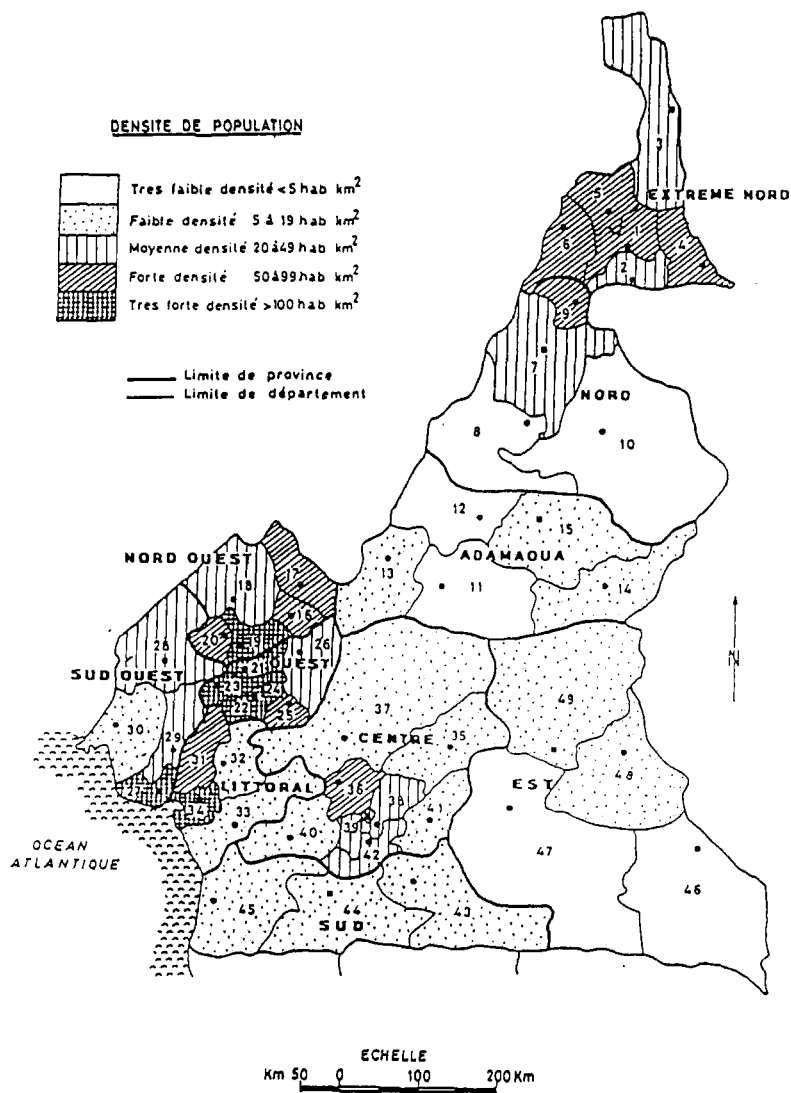 DENSITE DE POPULATION
Tres faible densité <5 hab km²
Faible densité 5 à 19 hab km²
Moyenne densité 20 à 49 hab km²
Forte densité 50 à 99 hab km²
Tres forte densité >100 hab km²
Limite de province
Limite de département
3
5
EXTREME NORD
1
6
4
2
9
7
NORD
8
10
12
15
NORD OUEST
ADAMAOUA
17
13
18
11
14
16
20
19
26
28
21
OUEST
N
SUD OUEST
23
24
49
22
25
37
30
29
CENTRE
35
32
31
48
LITTORAL
EST
27
36
38
34
33
39
41
40
OCEAN
ATLANTIQUE
42
47
46
45
44
43
SUD
ECHELLE
Km 50 0 100 200 Km